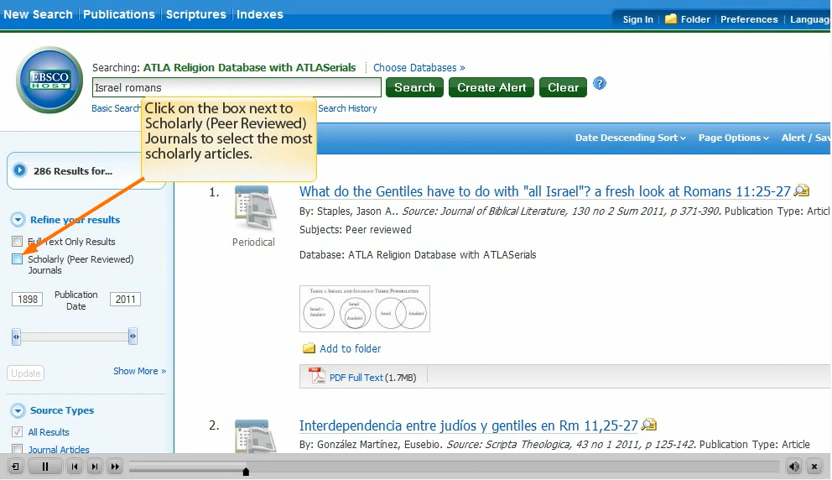 New Search | Publications | Scriptures | Indexes
Sign In | Folder | Preferences | Languag
EBSCO HOST
Searching: ATLA Religion Database with ATLASerials | Choose Databases »
Israel romans
Search
Create Alert
Clear
?
Basic Search
Search History
Click on the box next to
Scholarly (Peer Reviewed)
Journals to select the most
scholarly articles.
Date Descending Sort
Page Options
Alert / Sav
286 Results for...
Refine your results
Full Text Only Results
Scholarly (Peer Reviewed)
Journals
1898
Publication
Date
2011
Update
Show More »
Source Types
All Results
Journal Articles
1.
What do the Gentiles have to do with "all Israel"? a fresh look at Romans 11:25-27
Periodical
By: Staples, Jason A.. Source: Journal of Biblical Literature, 130 no 2 Sum 2011, p 371-390. Publication Type: Articl
Subjects: Peer reviewed
Database: ATLA Religion Database with ATLASerials
Add to folder
PDF Full Text (1.7MB)
2.
Interdependencia entre judíos y gentiles en Rm 11,25-27
By: González Martínez, Eusebio. Source: Scripta Theologica, 43 no 1 2011, p 125-142. Publication Type: Article